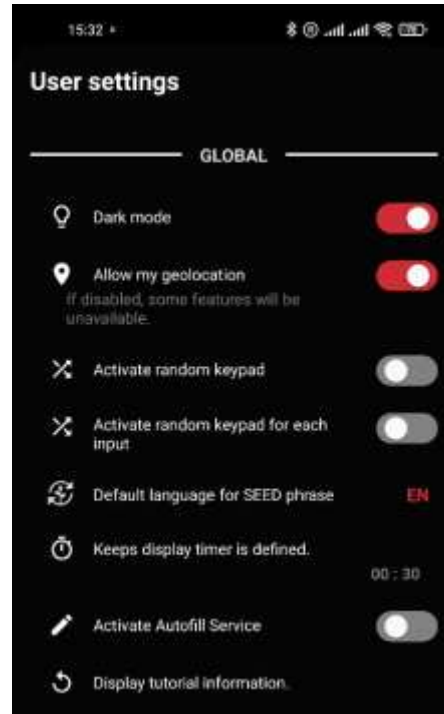 15:32
User settings
GLOBAL
Dark mode
Allow my geolocation
If disabled, some features will be
unavailable.
Activate random keypad
Activate random keypad for each
input
Default language for SEED phrase EN
Keeps display timer is defined.
00 : 30
Activate Autofill Service
Display tutorial information.